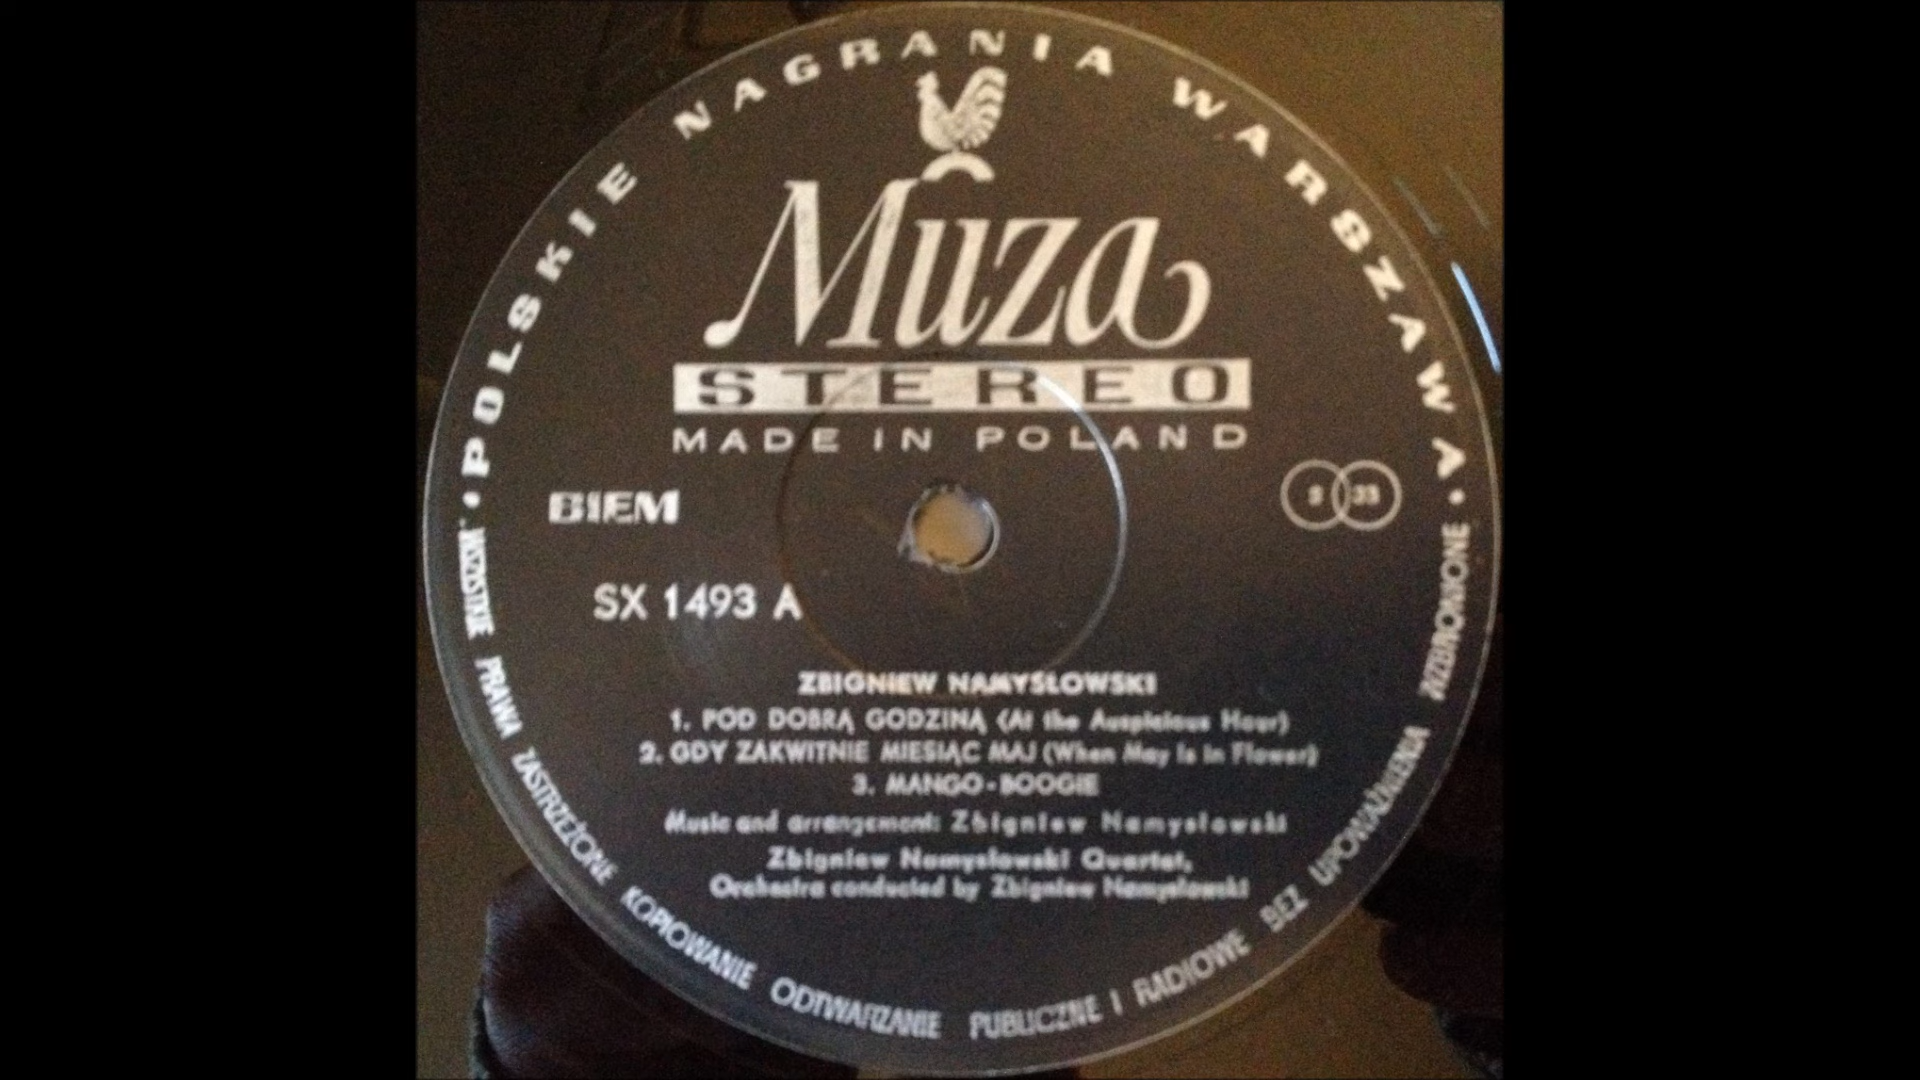 • POLSKIE NAGRANIA WARSZAWA •
Muza
STEREO
MADE IN POLAND
BIEM
S 33
SX 1493 A
ZBIGNIEW NAMYSŁOWSKI
1. POD DOBRĄ GODZINĄ (At the Auspicious Hour)
2. GDY ZAKWITNIE MIESIĄC MAJ (When May Is in Flower)
3. MANGO-BOOGIE
Music and arrangement: Zbigniew Namysłowski
Zbigniew Namysłowski Quartet,
Orchestra conducted by Zbigniew Namysłowski
WSZYSTKIE PRAWA ZASTRZEŻONE KOPIOWANIE ODTWARZANIE PUBLICZNE I RADIOWE BEZ UPOWAŻNIENIA WZBRONIONE